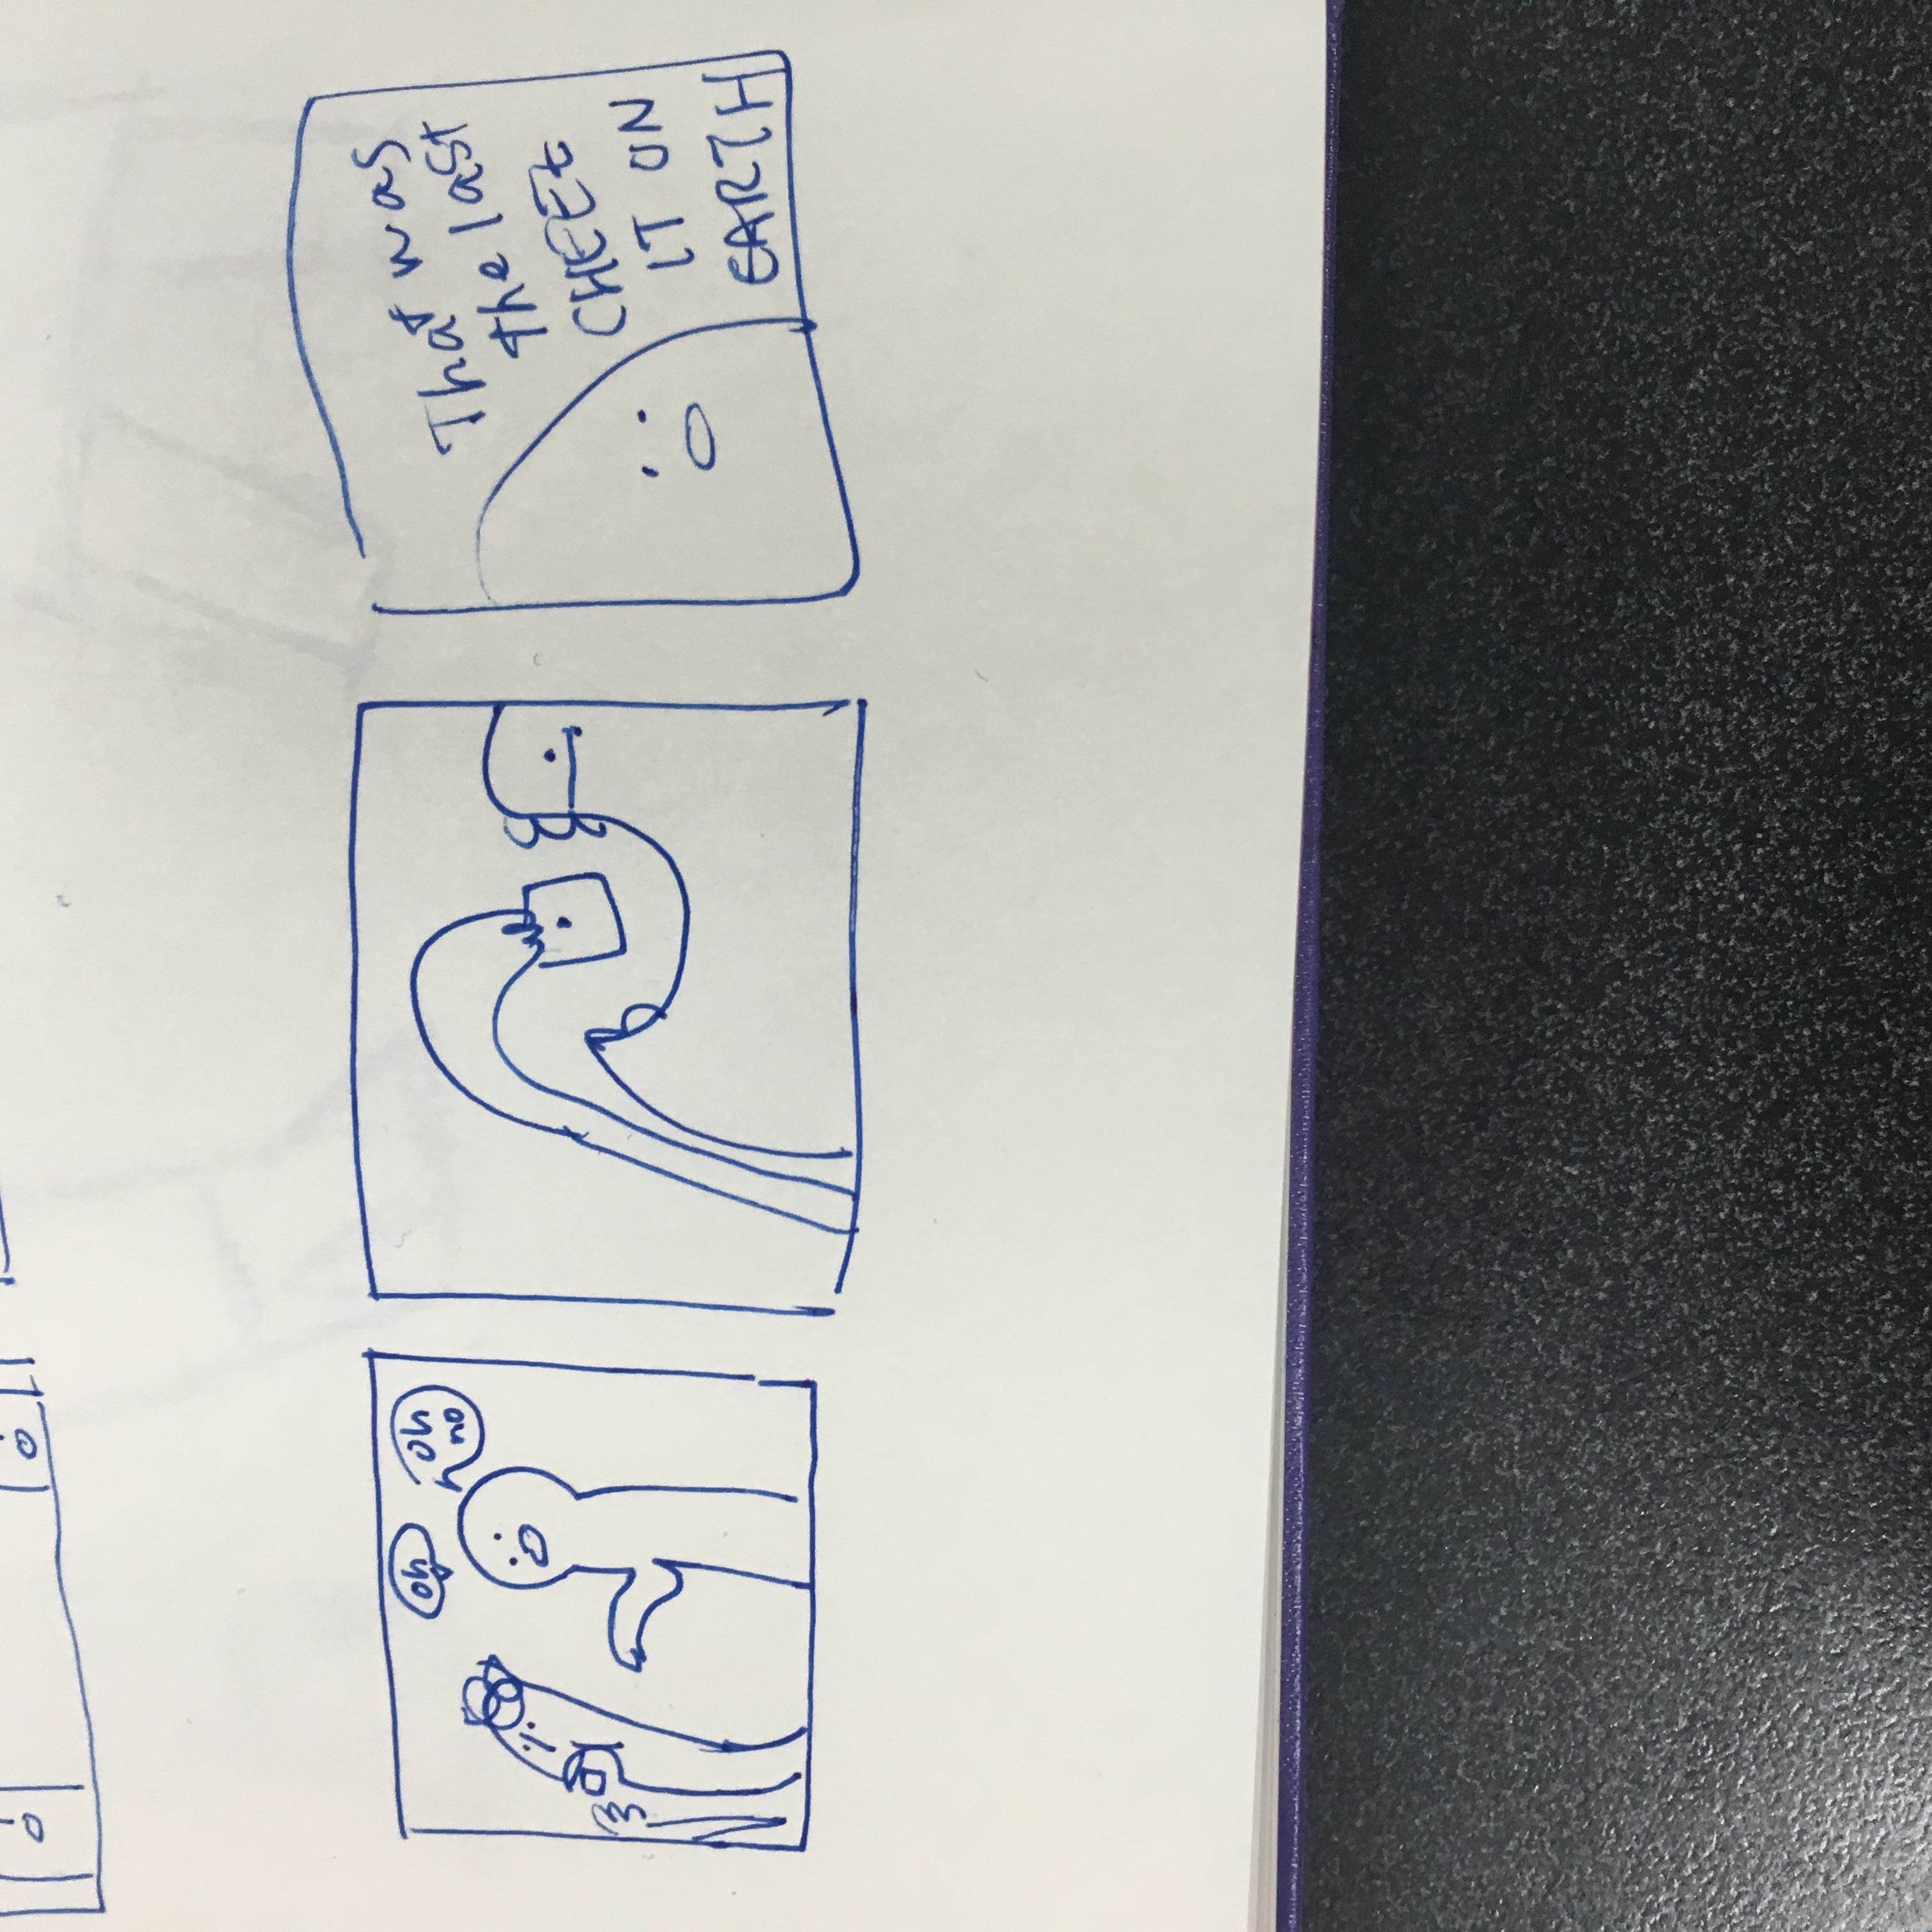 oh
oh
no
That was
the last
CHEEZ
IT ON
EARTH